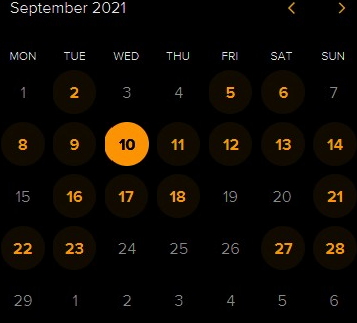 September 2021
MON TUE WED THU FRI SAT SUN
1 2 3 4 5 6 7
8 9 10 11 12 13 14
15 16 17 18 19 20 21
22 23 24 25 26 27 28
29 1 2 3 4 5 6